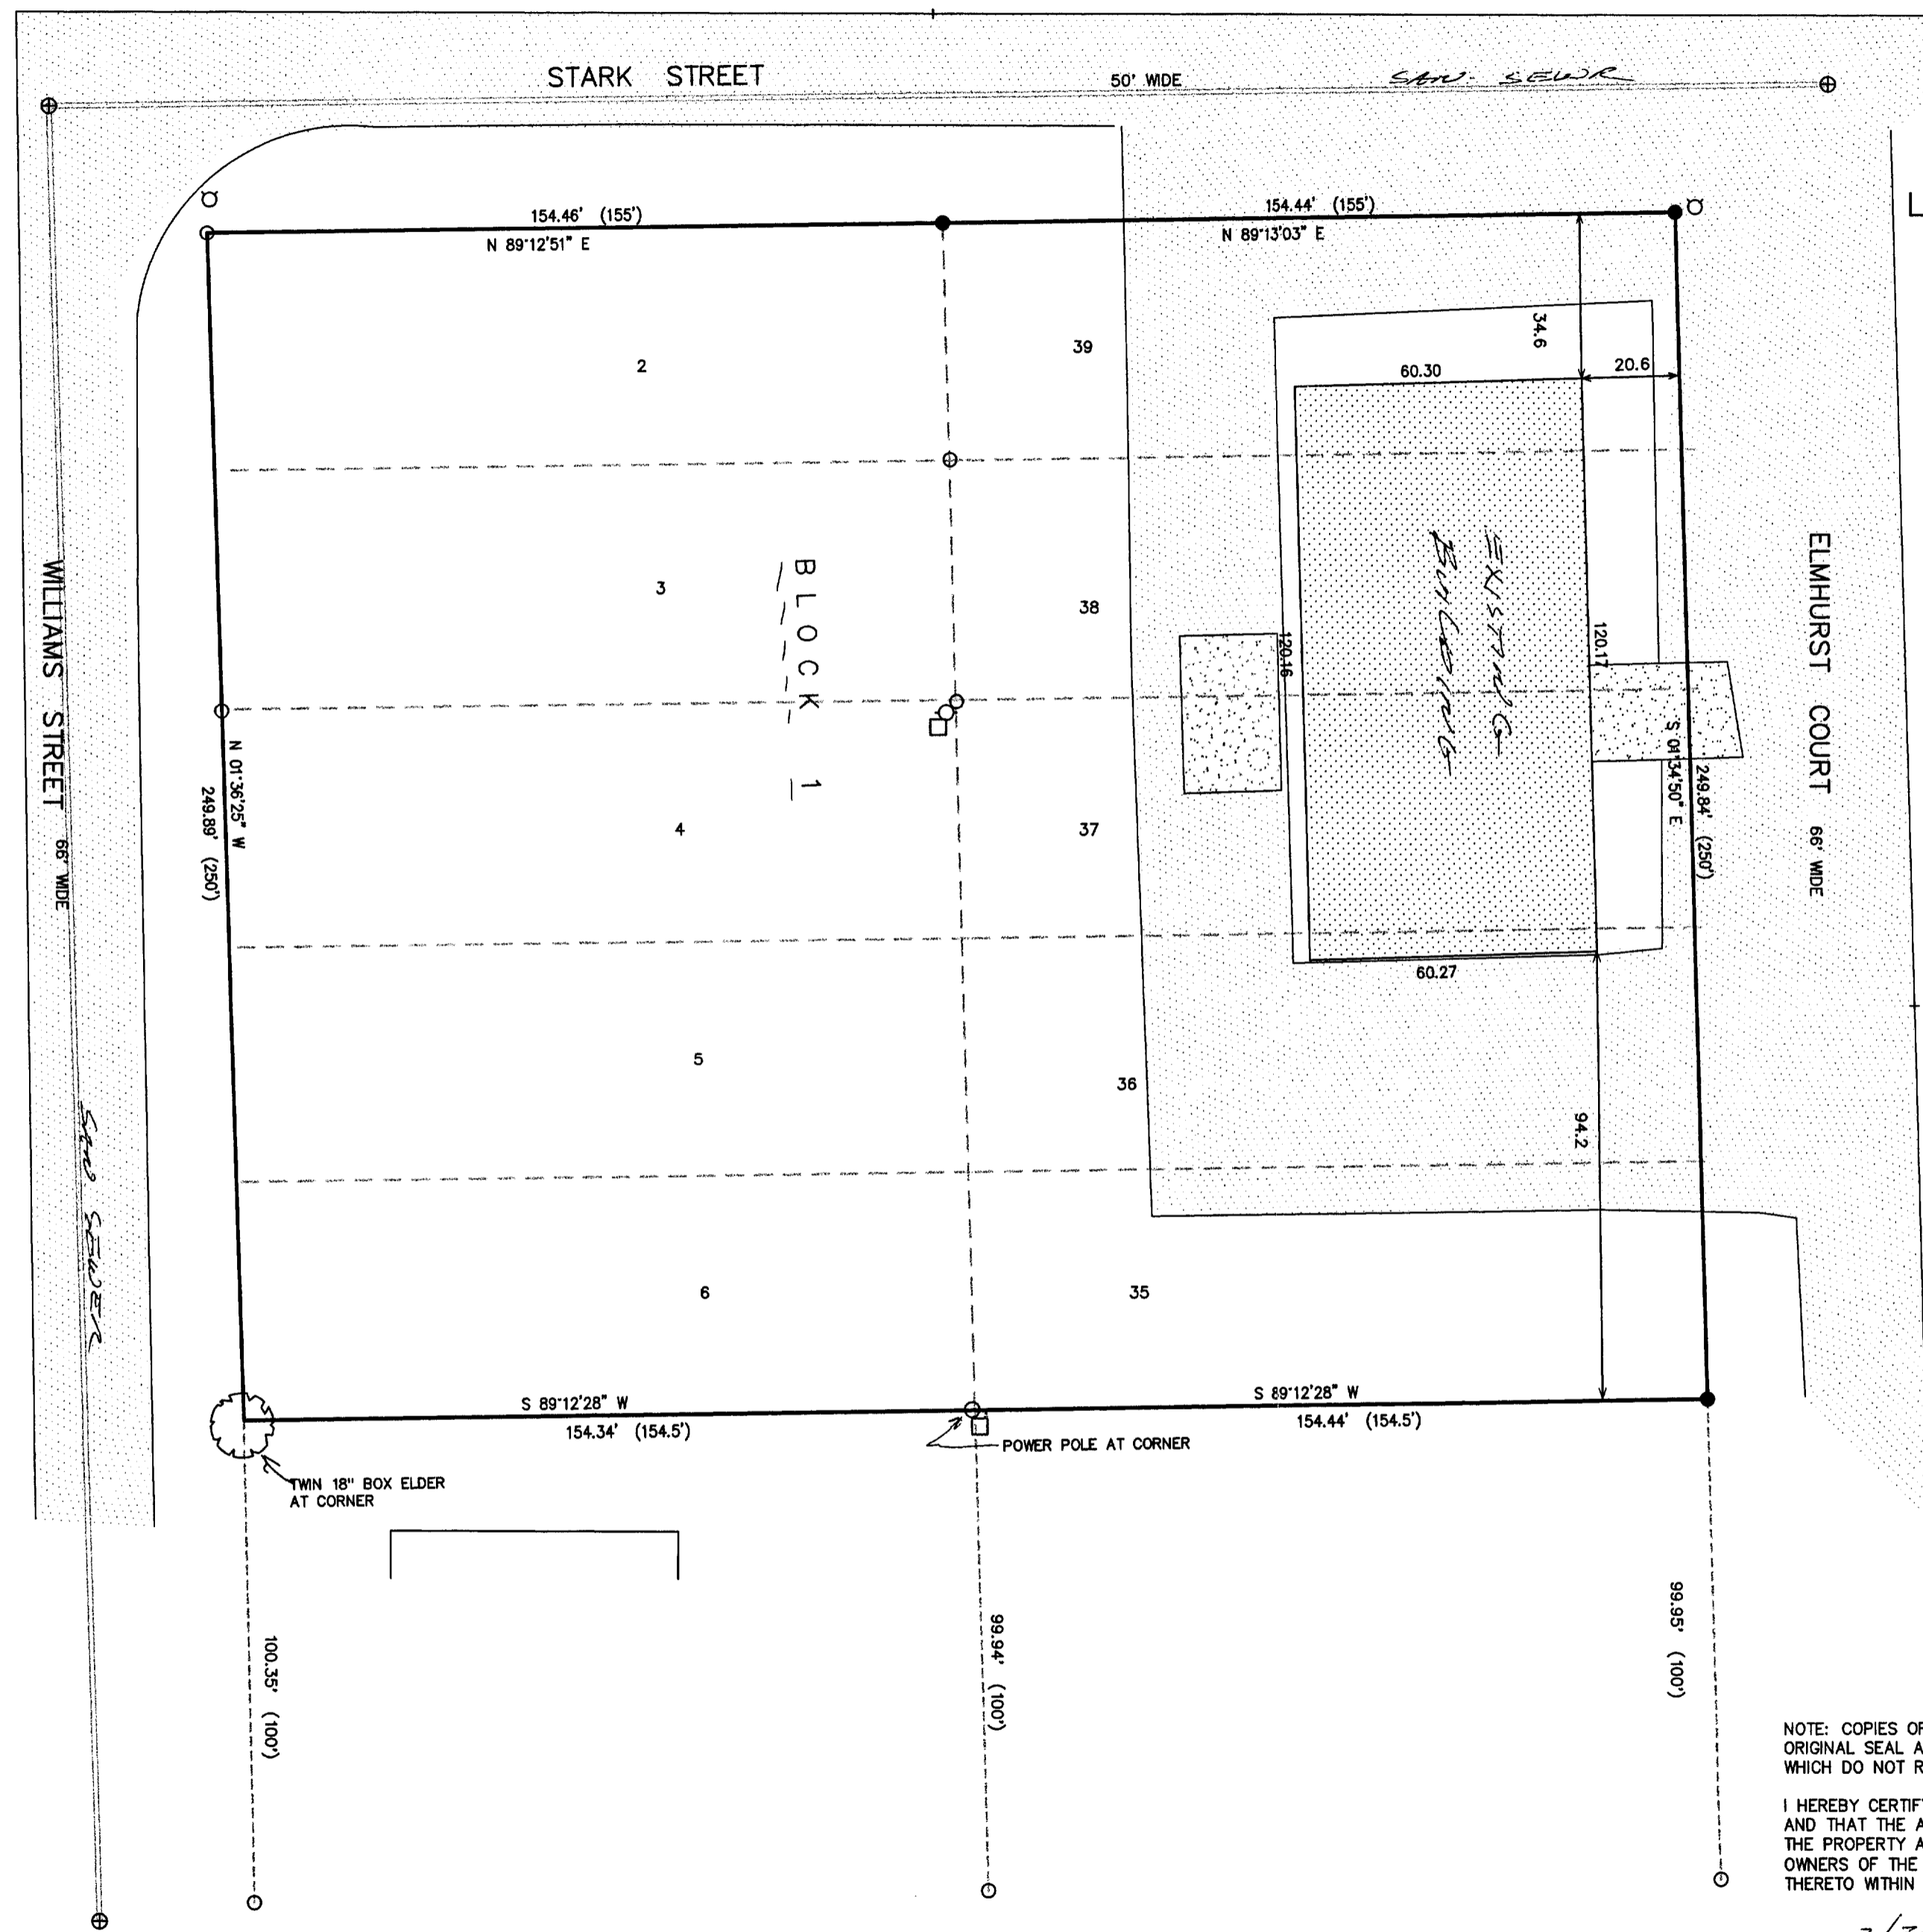 STARK STREET
50' WIDE
SAN. SEWR
L
154.46' (155')
N 89°12'51" E
154.44' (155')
N 89°13'03" E
34.6
39
2
60.30
20.6
WILLIAMS STREET 66' WIDE
ELMHURST COURT 66' WIDE
BLOCK 1
EXISTING
BUILDING
3
38
120.16
120.17
S 01°34'50" E
249.84' (250')
N 01°36'25" W
249.89' (250')
4
37
60.27
5
36
94.2
SAN SEWER
6
35
S 89°12'28" W
154.34' (154.5')
S 89°12'28" W
154.44' (154.5')
POWER POLE AT CORNER
TWIN 18" BOX ELDER
AT CORNER
100.35' (100')
99.94' (100')
99.95' (100')
NOTE: COPIES OF
ORIGINAL SEAL A
WHICH DO NOT R
I HEREBY CERTIF
AND THAT THE A
THE PROPERTY A
OWNERS OF THE
THERETO WITHIN